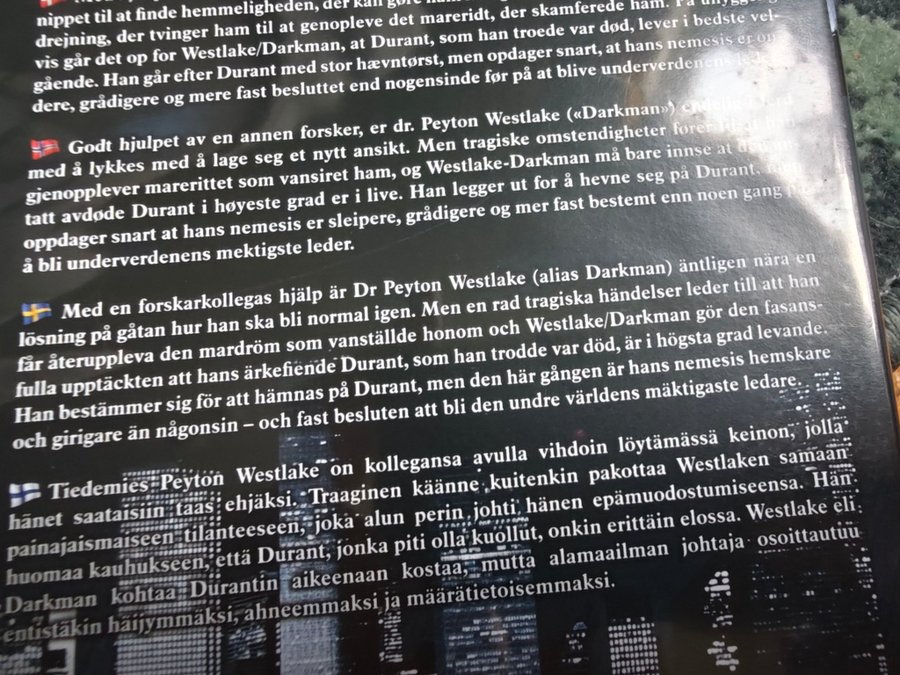 nippet til at finde hemmeligheden, der kan gøre
drejning, der tvinger ham til at genopleve det mareridt, der skamferede ham. På
vis går det op for Westlake/Darkman, at Durant, som han troede var død, lever i bedste vel-
gående. Han går efter Durant med stor hævntørst, men opdager snart, at hans nemesis er
dere, grådigere og mere fast besluttet end nogensinde før på at blive underverdenens
Godt hjulpet av en annen forsker, er dr. Peyton Westlake («Darkman»)
med å lykkes med å lage seg et nytt ansikt. Men tragiske omstendigheter fører
gjenopplever marerittet som vansiret ham, og Westlake-Darkman må bare innse at
tatt avdøde Durant i høyeste grad er i live. Han legger ut for å hevne seg på Durant,
oppdager snart at hans nemesis er sleipere, grådigere og mer fast bestemt enn noen gang på
å bli underverdenens mektigste leder.
Med en forskarkollegas hjälp är Dr Peyton Westlake (alias Darkman) äntligen nära en
lösning på gåtan hur han ska bli normal igen. Men en rad tragiska händelser leder till att han
får återuppleva den mardröm som vanställde honom och Westlake/Darkman gör den fasans-
fulla upptäckten att hans ärkefiende Durant, som han trodde var död, är i högsta grad levande.
Han bestämmer sig för att hämnas på Durant, men den här gången är hans nemesis hemskare
och girigare än någonsin – och fast besluten att bli den undre världens mäktigaste ledare.
Tiedemies Peyton Westlake on kollegansa avulla vihdoin löytämässä keinon, jolla
hänet saataisiin taas ehjäksi. Traaginen käänne kuitenkin pakottaa Westlaken samaan
painajaismaiseen tilanteeseen, joka alun perin johti hänen epämuodostumiseensa. Hän
huomaa kauhukseen, että Durant, jonka piti olla kuollut, onkin erittäin elossa. Westlake eli
Darkman kohtaa Durantin aikeenaan kostaa, mutta alamaailman johtaja osoittautuu
entistäkin häijymmäksi, ahneemmaksi ja määrätietoisemmaksi.